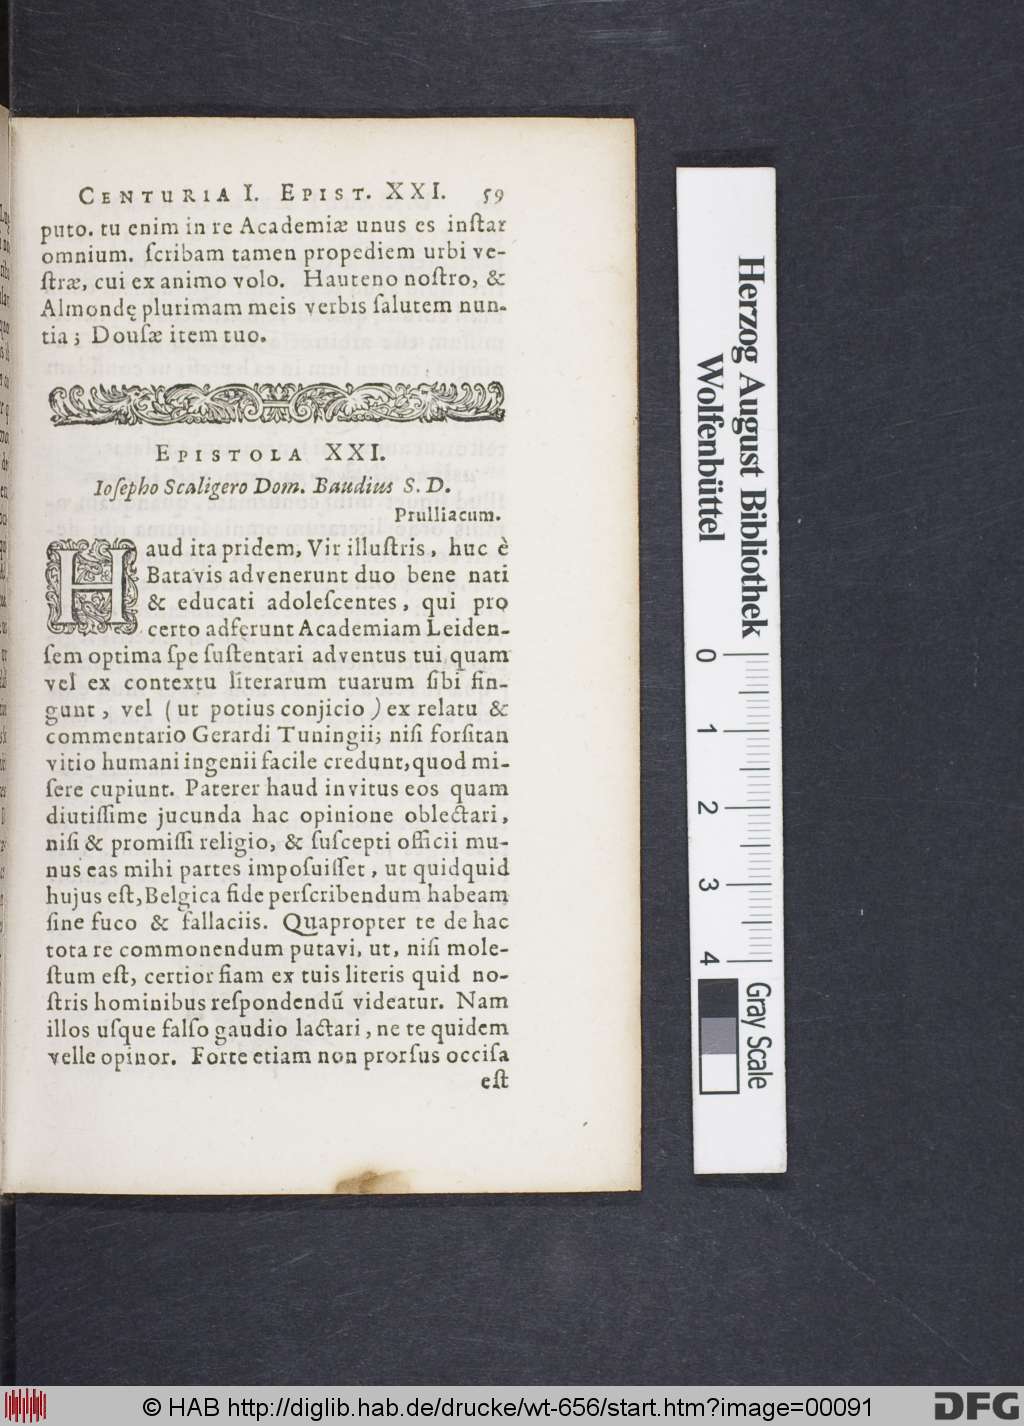 CENTURIA I. EPIST. XXI. 59
puto. tu enim in re Academiæ unus es inſtar
omnium. ſcribam tamen propediem urbi ve-
ſtræ, cui ex animo volo. Hauteno noſtro, &
Almondę plurimam meis verbis ſalutem nun-
tia; Douſæ item tuo.
EPISTOLA XXI.
Ioſepho Scaligero Dom. Baudius S. D.
Prulliacum.
Haud ita pridem, Vir illuſtris, huc è
Batavis advenerunt duo bene nati
& educati adoleſcentes, qui pro
certo adferunt Academiam Leiden-
ſem optima ſpe ſuſtentari adventus tui, quam
vel ex contextu literarum tuarum ſibi fin-
gunt, vel (ut potius conjicio) ex relatu &
commentario Gerardi Tuningii; niſi forſitan
vitio humani ingenii facile credunt, quod mi-
ſere cupiunt. Paterer haud invitus eos quam
diutiſſime jucunda hac opinione oblectari,
niſi & promiſſi religio, & ſuſcepti officii mu-
nus eas mihi partes impoſuiſſet, ut quidquid
hujus eſt, Belgica fide perſcribendum habeam
ſine fuco & fallaciis. Quapropter te de hac
tota re commonendum putavi, ut, niſi mole-
ſtum eſt, certior fiam ex tuis literis quid no-
ſtris hominibus reſpondendũ videatur. Nam
illos uſque falſo gaudio lactari, ne te quidem
velle opinor. Forte etiam non prorſus occiſa
eſt
Herzog August Bibliothek
Wolfenbüttel
0 1 2 3 4
Gray Scale
© HAB http://diglib.hab.de/drucke/wt-656/start.htm?image=00091
DFG